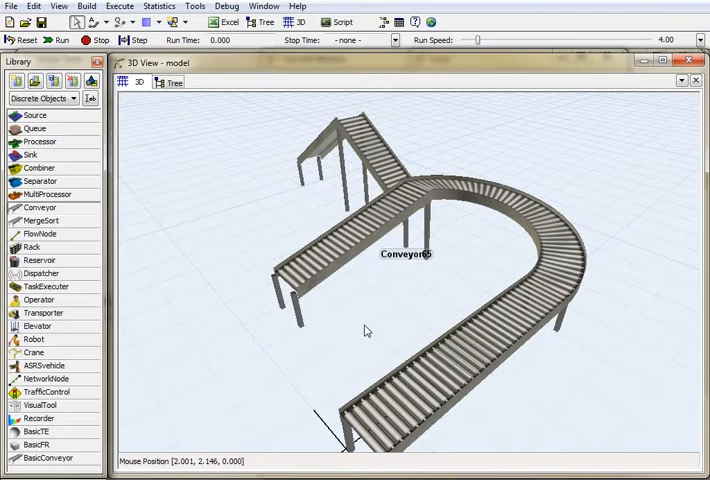 File Edit View Build Execute Statistics Tools Debug Window Help
Excel Tree 3D Script
Reset Run Stop Step Run Time: 0.000 Stop Time: - none - Run Speed: 4.00
Library
3D View - model
3D Tree
Discrete Objects
Source
Queue
Processor
Sink
Combiner
Separator
MultiProcessor
Conveyor
MergeSort
FlowNode
Rack
Reservoir
Dispatcher
TaskExecuter
Operator
Transporter
Elevator
Robot
Crane
ASRSvehicle
NetworkNode
TrafficControl
VisualTool
Recorder
BasicTE
BasicFR
BasicConveyor
Conveyor65
Mouse Position [2.001, 2.146, 0.000]